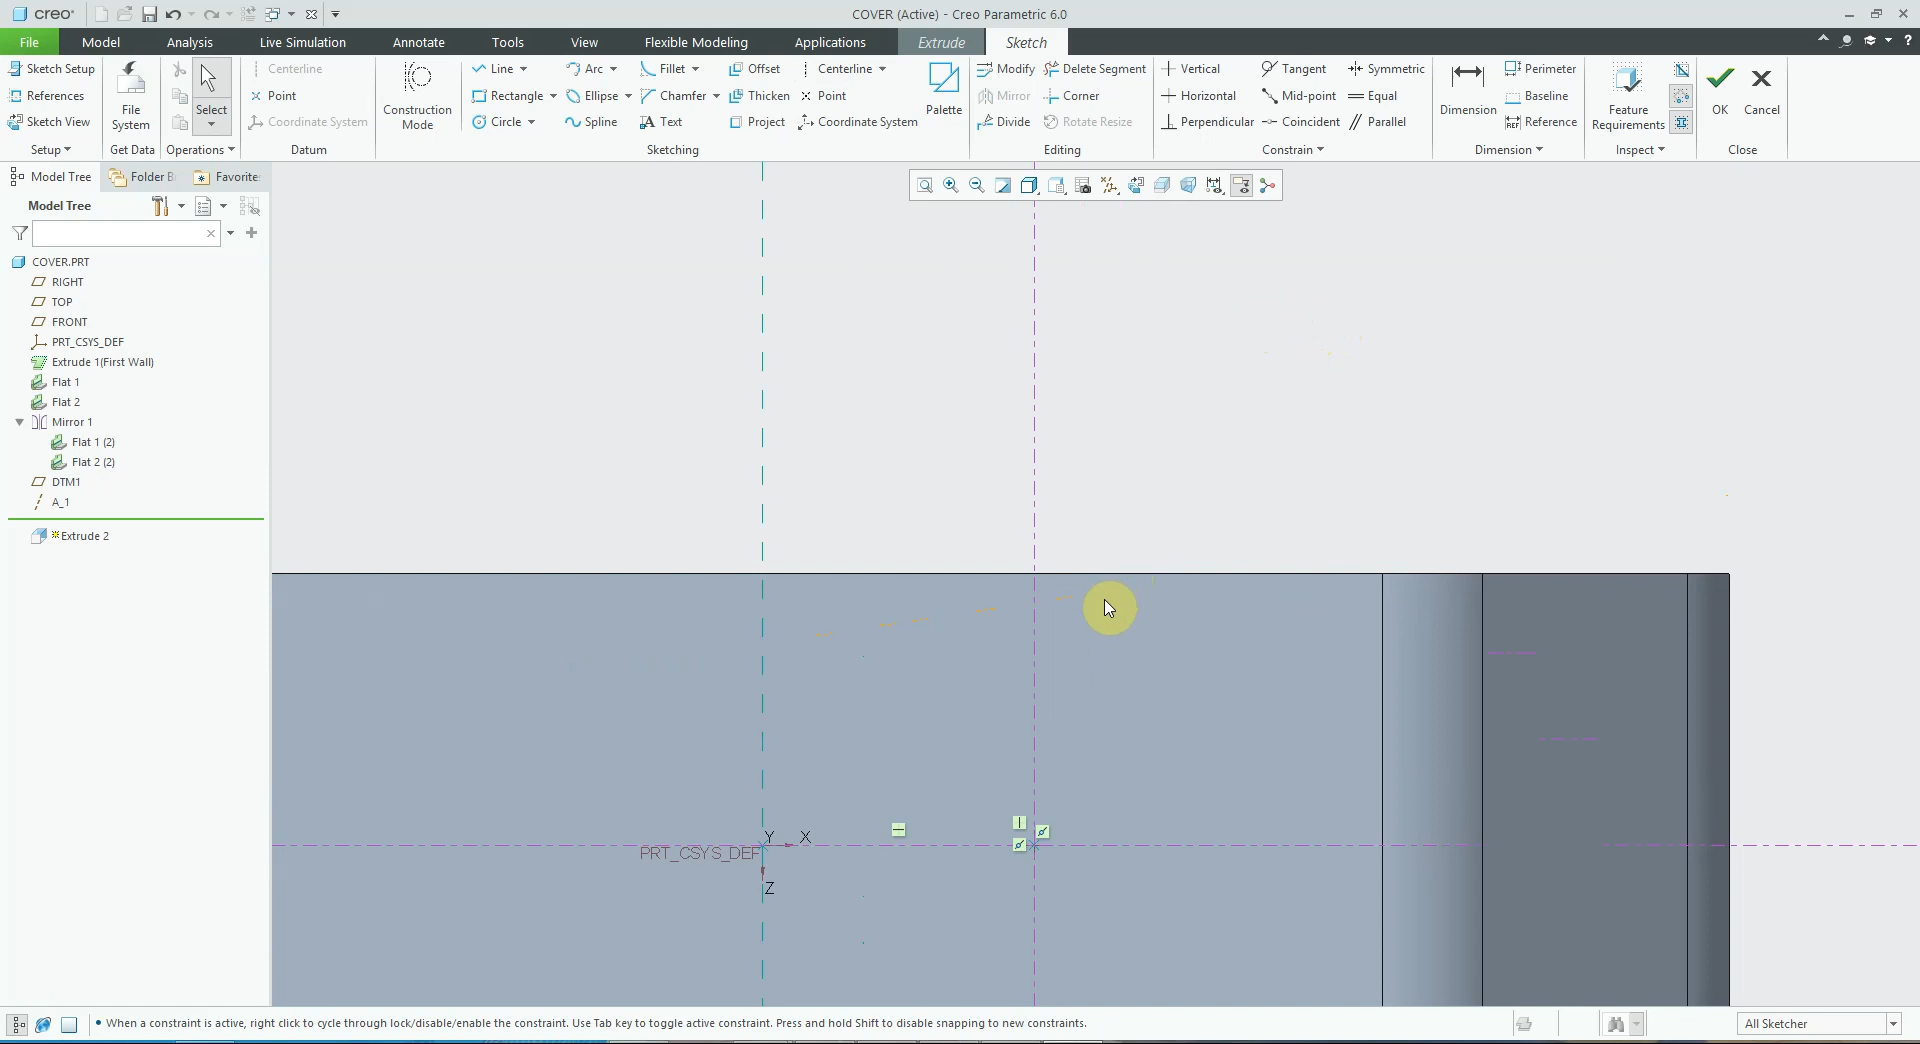 creo COVER (Active) - Creo Parametric 6.0
File Model Analysis Live Simulation Annotate Tools View Flexible Modeling Applications Extrude Sketch
Sketch Setup Centerline Line Arc Fillet Offset Centerline Modify Delete Segment Vertical Tangent Symmetric Perimeter
References Point Rectangle Ellipse Chamfer Thicken Point Mirror Corner Horizontal Mid-point Equal Baseline
Sketch View Coordinate System Circle Spline Text Project Coordinate System Divide Rotate Resize Perpendicular Coincident Parallel Reference
File System Select Construction Mode Palette Dimension Feature Requirements OK Cancel
Setup Get Data Operations Datum Sketching Editing Constrain Dimension Inspect Close
Model Tree Folder B Favorite
Model Tree
COVER.PRT
RIGHT
TOP
FRONT
PRT_CSYS_DEF
Extrude 1(First Wall)
Flat 1
Flat 2
Mirror 1
Flat 1 (2)
Flat 2 (2)
DTM1
A_1
Extrude 2
Y X
PRT_CSYS_DEF
Z
• When a constraint is active, right click to cycle through lock/disable/enable the constraint. Use Tab key to toggle active constraint. Press and hold Shift to disable snapping to new constraints.
All Sketcher